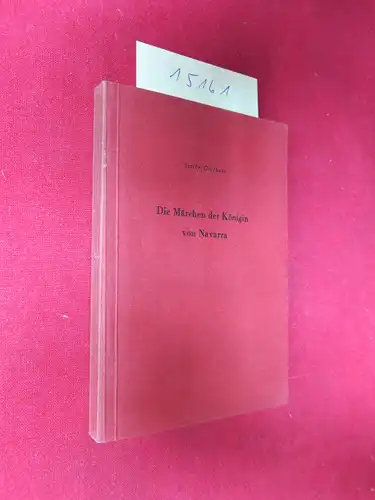 15161
Die Märchen der Königin
von Navarra